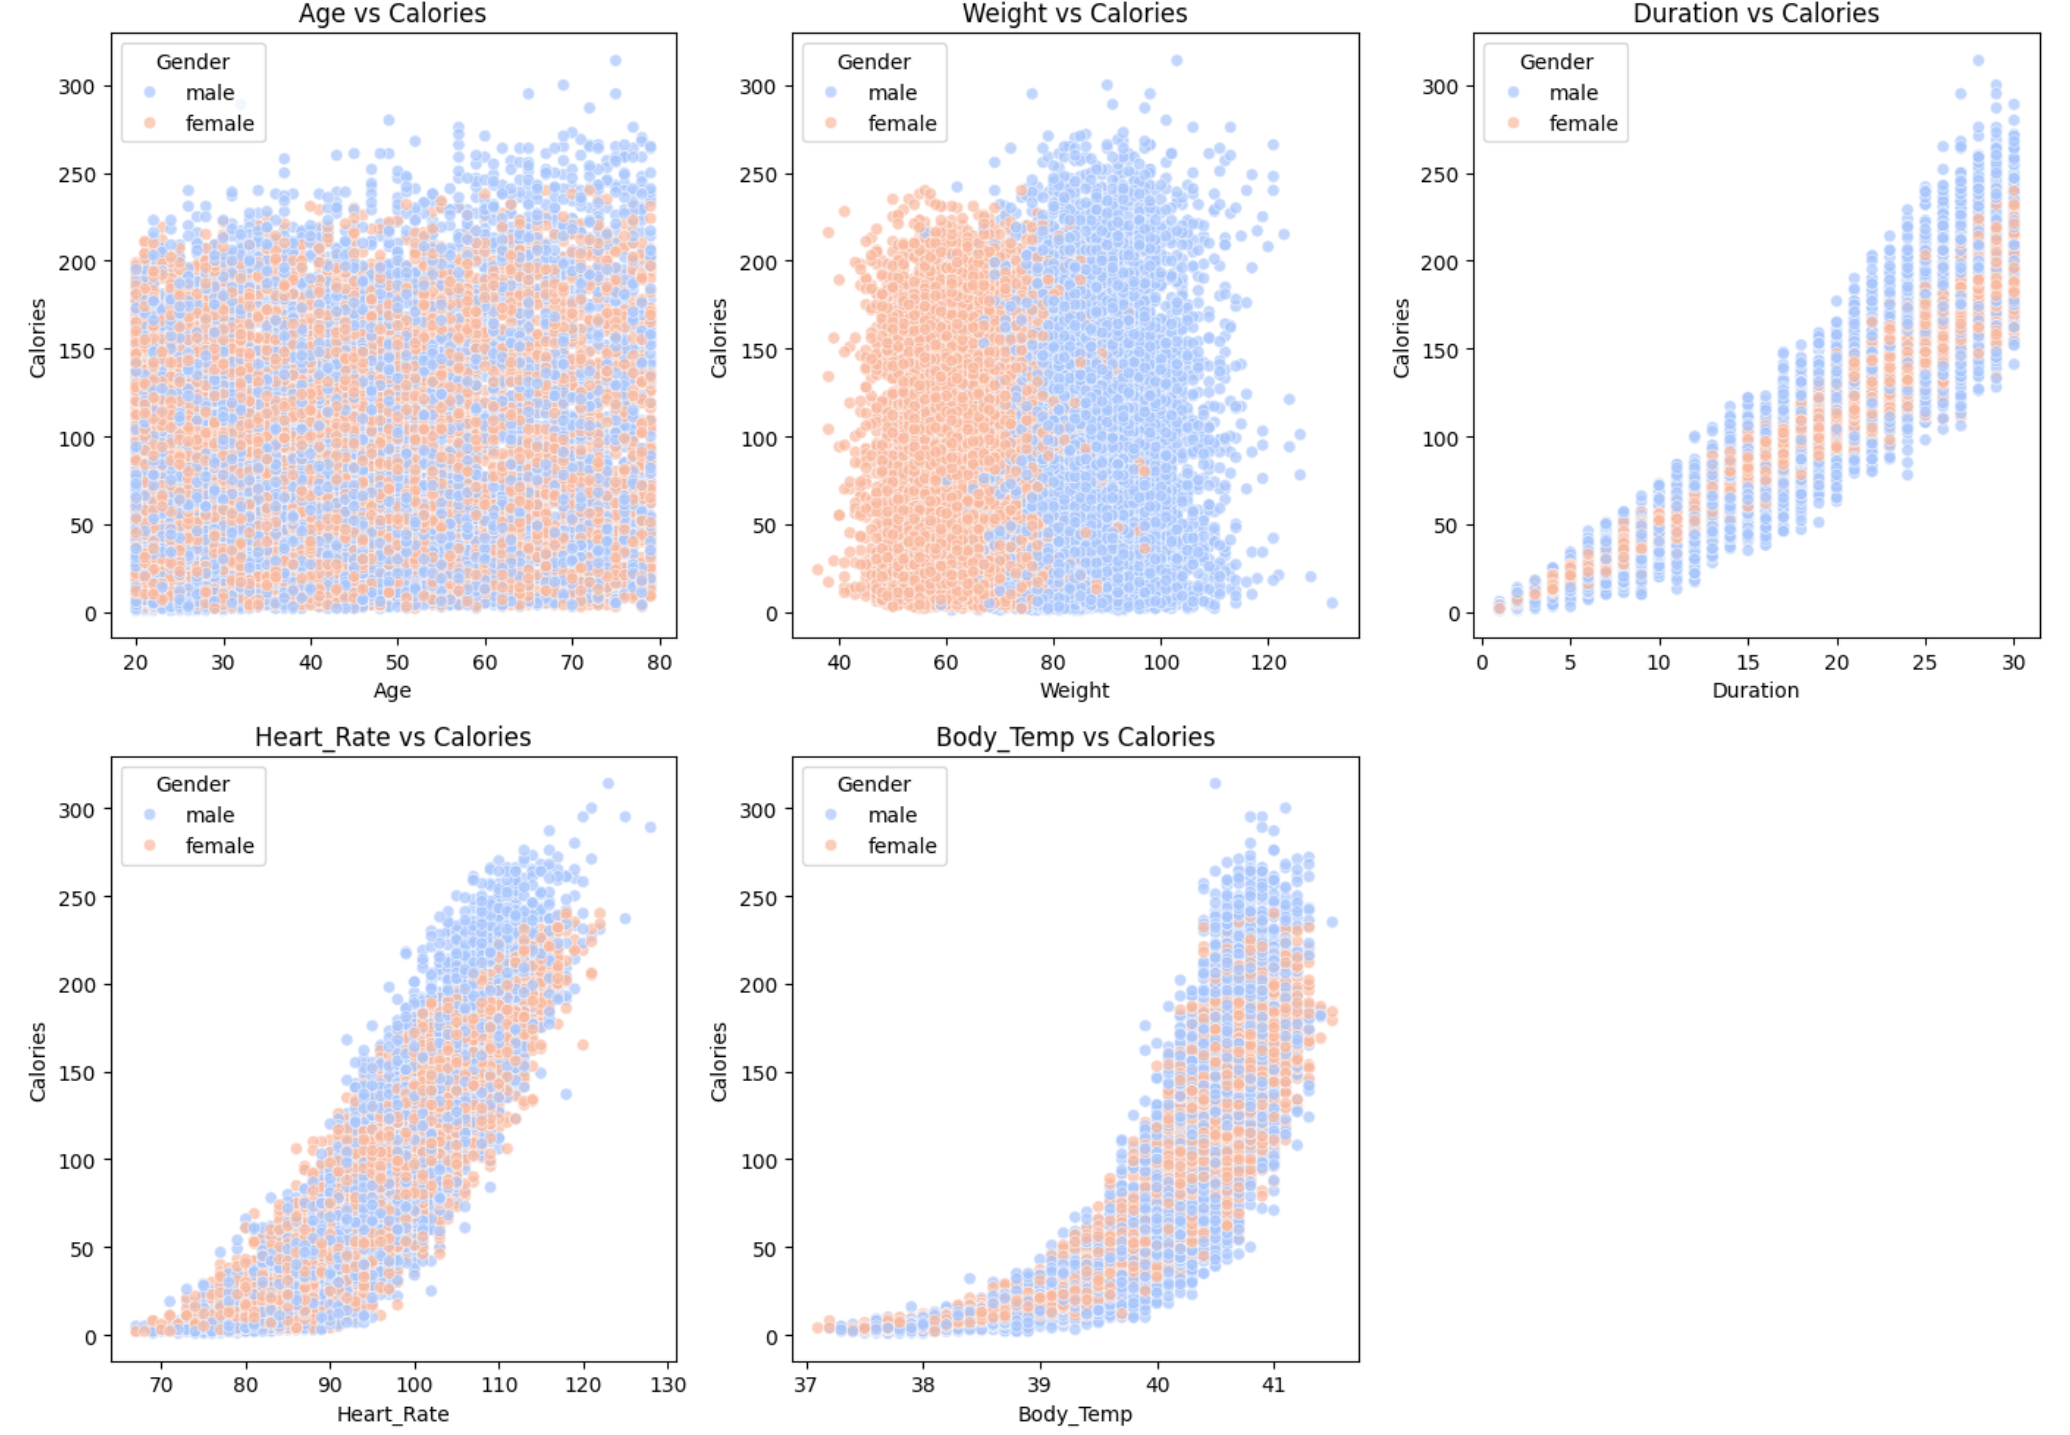 Age vs Calories
Gender
male
female
300
250
200
150
100
50
0
20 30 40 50 60 70 80
Age
Calories
Weight vs Calories
Gender
male
female
300
250
200
150
100
50
0
40 60 80 100 120
Weight
Calories
Duration vs Calories
Gender
male
female
300
250
200
150
100
50
0
0 5 10 15 20 25 30
Duration
Calories
Heart_Rate vs Calories
Gender
male
female
300
250
200
150
100
50
0
70 80 90 100 110 120 130
Heart_Rate
Calories
Body_Temp vs Calories
Gender
male
female
300
250
200
150
100
50
0
37 38 39 40 41
Body_Temp
Calories